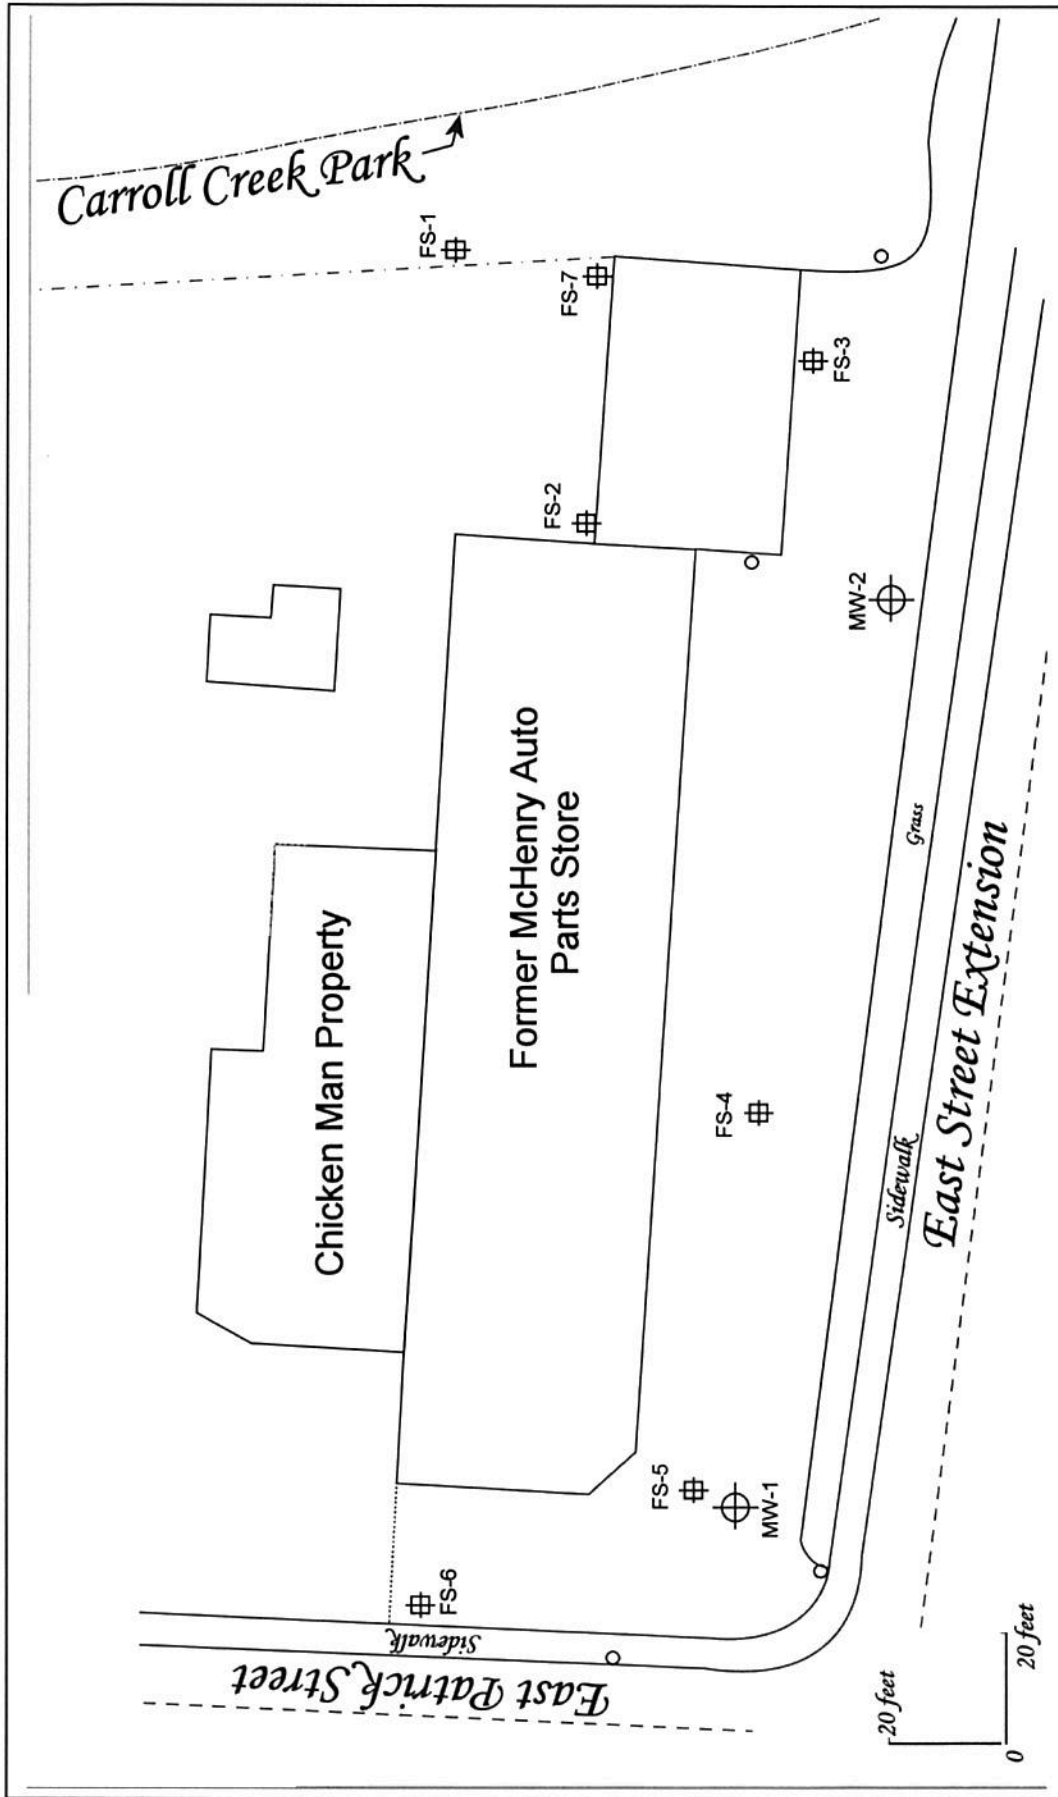 Carroll Creek Park
FS-1
FS-7
FS-3
FS-2
MW-2
Former McHenry Auto
Parts Store
Chicken Man Property
Grass
FS-4
Sidewalk
East Street Extension
FS-5
MW-1
FS-6
Sidewalk
East Patrick Street
20 feet
0
20 feet